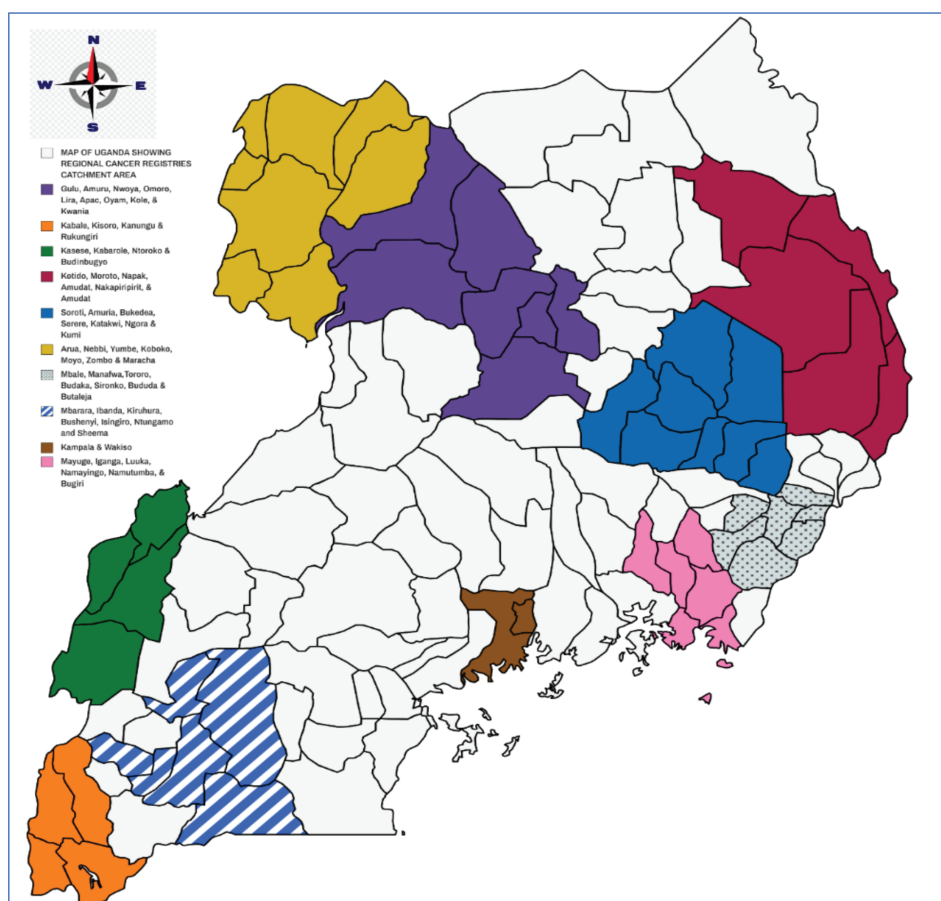 N
W E
S
MAP OF UGANDA SHOWING
REGIONAL CANCER REGISTRIES
CATCHMENT AREA
Gulu, Amuru, Nwoya, Omoro,
Lira, Apac, Oyam, Kole, &
Kwania
Kabale, Kisoro, Kanungu &
Rukungiri
Kasese, Kabarole, Ntoroko &
Budinbugyo
Kotido, Moroto, Napak,
Amudat, Nakapiripirit, &
Amudat
Soroti, Amuria, Bukedea,
Serere, Katakwi, Ngora &
Kumi
Arua, Nebbi, Yumbe, Koboko,
Moyo, Zombo & Maracha
Mbale, Manafwa,Tororo,
Budaka, Sironko, Bududa &
Butaleja
Mbarara, Ibanda, Kiruhura,
Bushenyi, Isingiro, Ntungamo
and Sheema
Kampala & Wakiso
Mayuge, Iganga, Luuka,
Namayingo, Namutumba, &
Bugiri